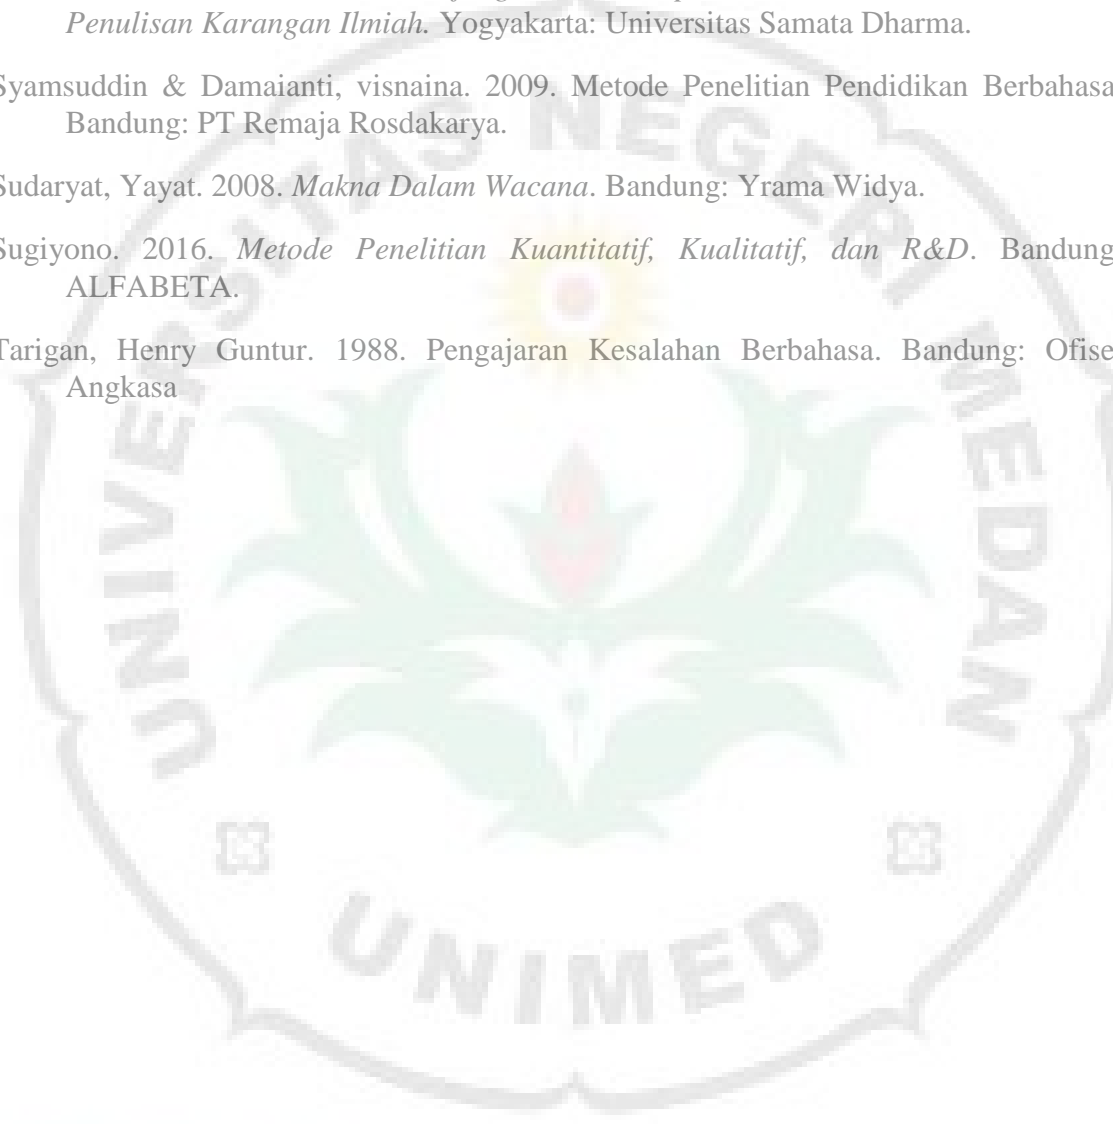 Penulisan Karangan Ilmiah. Yogyakarta: Universitas Samata Dharma.
Syamsuddin & Damaianti, visnaina. 2009. Metode Penelitian Pendidikan Berbahasa
Bandung: PT Remaja Rosdakarya.
Sudaryat, Yayat. 2008. Makna Dalam Wacana. Bandung: Yrama Widya.
Sugiyono. 2016. Metode Penelitian Kuantitatif, Kualitatif, dan R&D. Bandung
ALFABETA.
Tarigan, Henry Guntur. 1988. Pengajaran Kesalahan Berbahasa. Bandung: Ofise
Angkasa
UNIVERSITAS NEGERI MEDAN
UNIMED